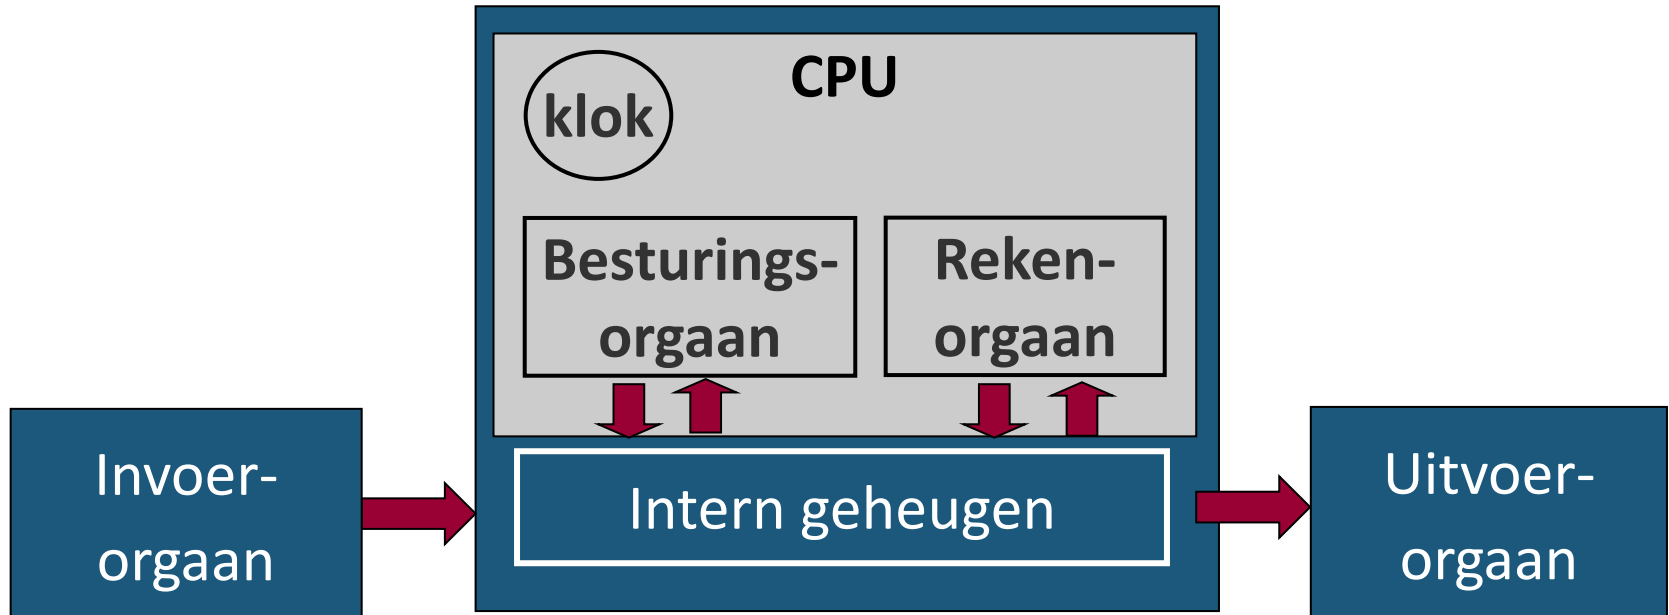 CPU
klok
Besturings-
orgaan
Reken-
orgaan
Invoer-
orgaan
Intern geheugen
Uitvoer-
orgaan